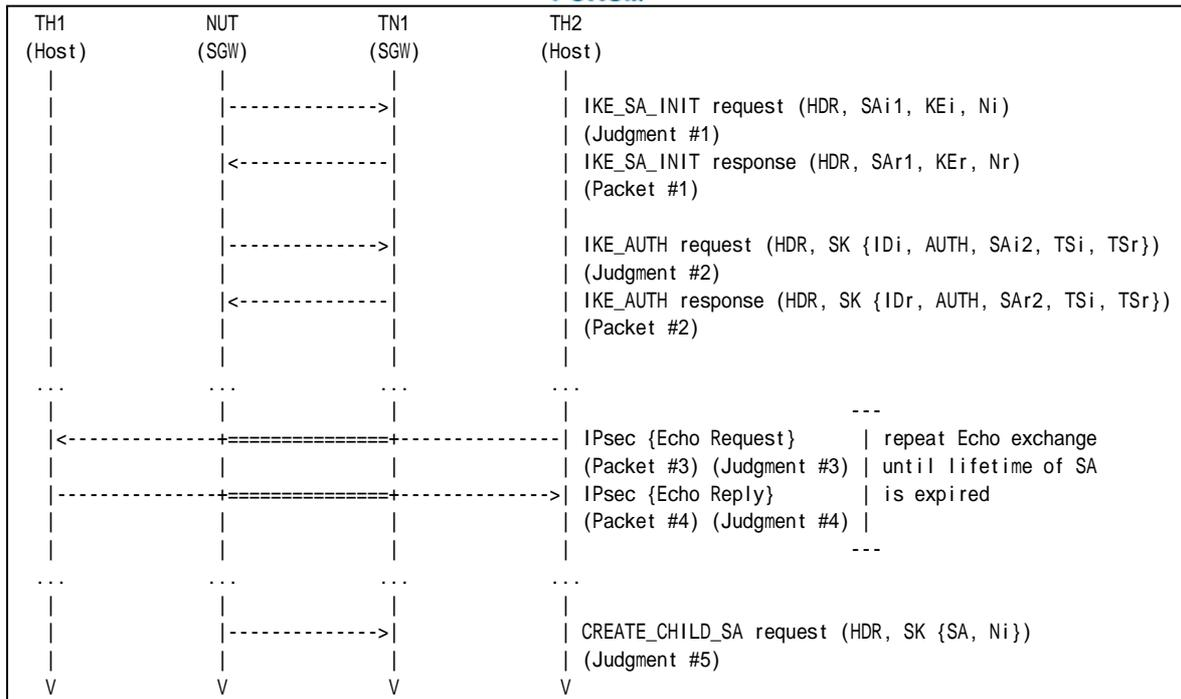 TH1 NUT TN1 TH2
(Host) (SGW) (SGW) (Host)
| | | |
| |-------------->| | IKE_SA_INIT request (HDR, SAi1, KEi, Ni)
| | | | (Judgment #1)
| |<--------------| | IKE_SA_INIT response (HDR, SAr1, KEr, Nr)
| | | | (Packet #1)
| | | |
| |-------------->| | IKE_AUTH request (HDR, SK {IDi, AUTH, SAi2, TSi, TSr})
| | | | (Judgment #2)
| |<--------------| | IKE_AUTH response (HDR, SK {IDr, AUTH, SAr2, TSi, TSr})
| | | | (Packet #2)
| | | |
... ... ... ...
| | | | ---
|<--------------+===============+---------------| IPsec {Echo Request} | repeat Echo exchange
| | | | (Packet #3) (Judgment #3) | until lifetime of SA
|---------------+===============+-------------->| IPsec {Echo Reply} | is expired
| | | | (Packet #4) (Judgment #4) |
| | | | ---
... ... ... ...
| | | |
| |-------------->| | CREATE_CHILD_SA request (HDR, SK {SA, Ni})
| | | | (Judgment #5)
V V V V